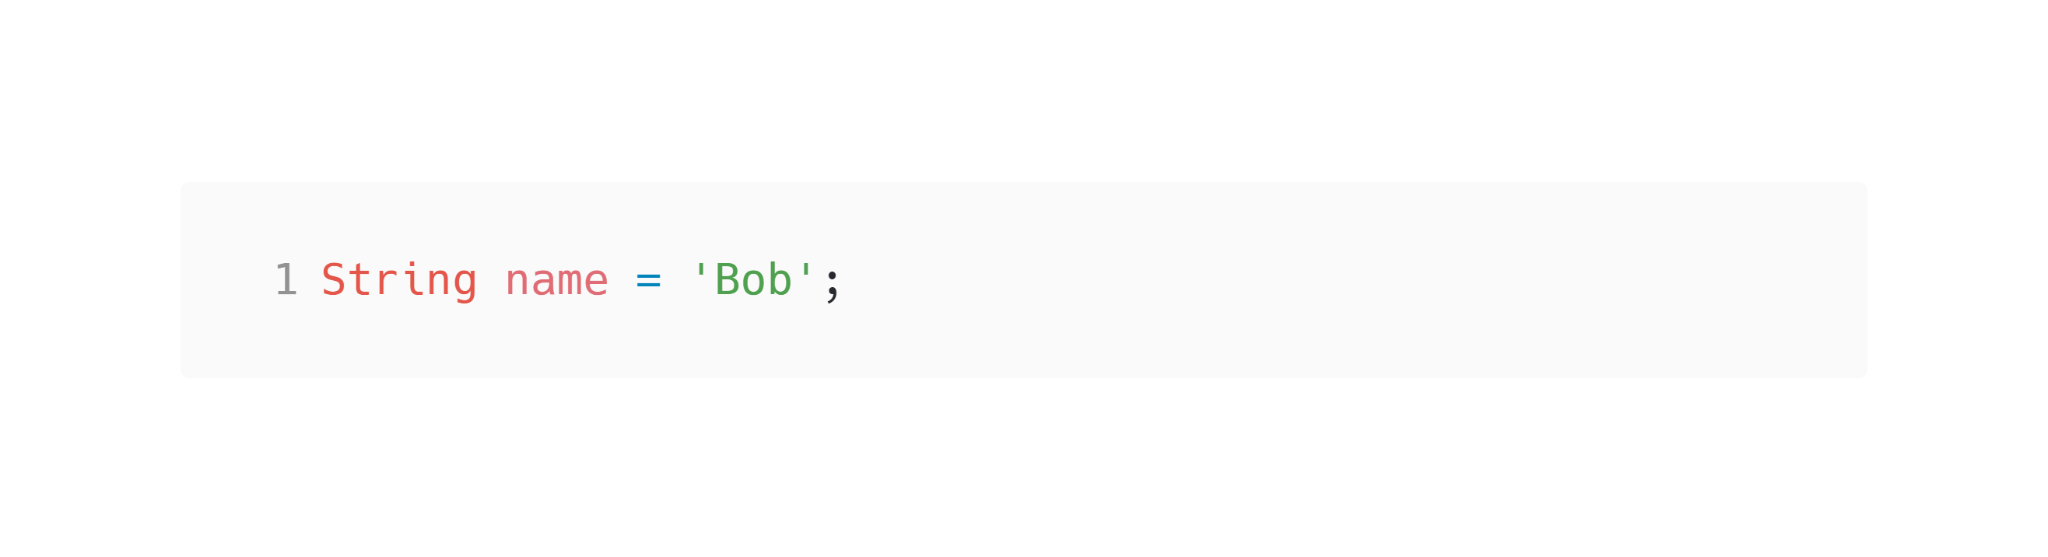 1 String name = 'Bob';